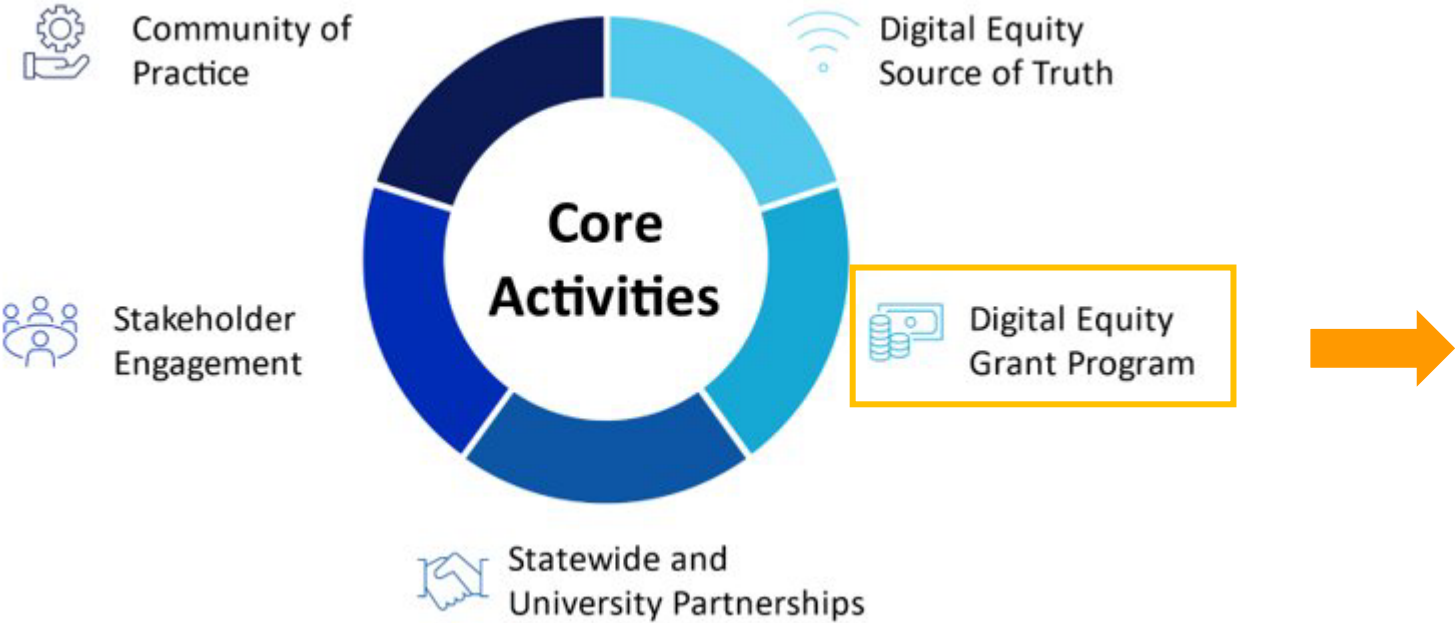 Community of
Practice
Digital Equity
Source of Truth
Core
Activities
Stakeholder
Engagement
Digital Equity
Grant Program
Statewide and
University Partnerships